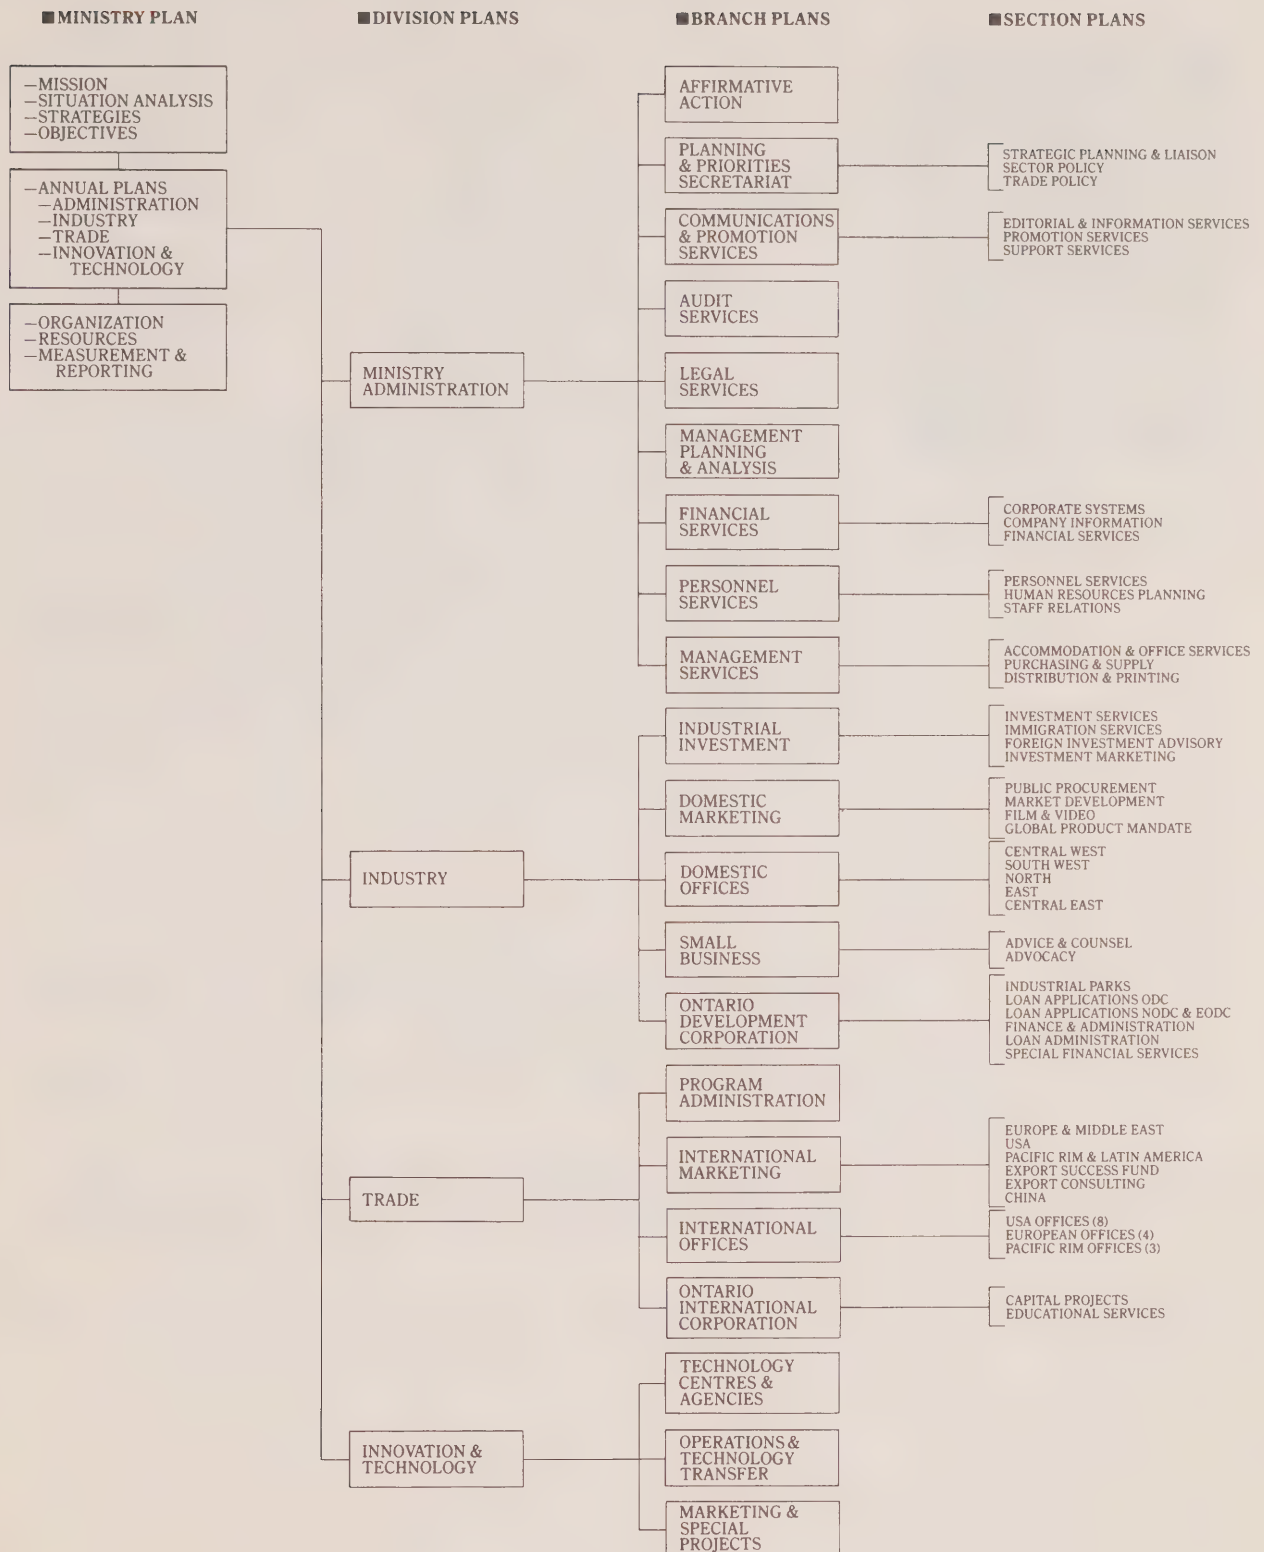 ■MINISTRY PLAN
■DIVISION PLANS
■BRANCH PLANS
■SECTION PLANS
—MISSION
—SITUATION ANALYSIS
—STRATEGIES
—OBJECTIVES
—ANNUAL PLANS
—ADMINISTRATION
—INDUSTRY
—TRADE
—INNOVATION &
TECHNOLOGY
—ORGANIZATION
—RESOURCES
—MEASUREMENT &
REPORTING
MINISTRY
ADMINISTRATION
AFFIRMATIVE
ACTION
PLANNING
& PRIORITIES
SECRETARIAT
STRATEGIC PLANNING & LIAISON
SECTOR POLICY
TRADE POLICY
COMMUNICATIONS
& PROMOTION
SERVICES
EDITORIAL & INFORMATION SERVICES
PROMOTION SERVICES
SUPPORT SERVICES
AUDIT
SERVICES
LEGAL
SERVICES
MANAGEMENT
PLANNING
& ANALYSIS
FINANCIAL
SERVICES
CORPORATE SYSTEMS
COMPANY INFORMATION
FINANCIAL SERVICES
PERSONNEL
SERVICES
PERSONNEL SERVICES
HUMAN RESOURCES PLANNING
STAFF RELATIONS
MANAGEMENT
SERVICES
ACCOMMODATION & OFFICE SERVICES
PURCHASING & SUPPLY
DISTRIBUTION & PRINTING
INDUSTRY
INDUSTRIAL
INVESTMENT
INVESTMENT SERVICES
IMMIGRATION SERVICES
FOREIGN INVESTMENT ADVISORY
INVESTMENT MARKETING
DOMESTIC
MARKETING
PUBLIC PROCUREMENT
MARKET DEVELOPMENT
FILM & VIDEO
GLOBAL PRODUCT MANDATE
DOMESTIC
OFFICES
CENTRAL WEST
SOUTH WEST
NORTH
EAST
CENTRAL EAST
SMALL
BUSINESS
ADVICE & COUNSEL
ADVOCACY
ONTARIO
DEVELOPMENT
CORPORATION
INDUSTRIAL PARKS
LOAN APPLICATIONS ODC
LOAN APPLICATIONS NODC & EODC
FINANCE & ADMINISTRATION
LOAN ADMINISTRATION
SPECIAL FINANCIAL SERVICES
TRADE
PROGRAM
ADMINISTRATION
INTERNATIONAL
MARKETING
EUROPE & MIDDLE EAST
USA
PACIFIC RIM & LATIN AMERICA
EXPORT SUCCESS FUND
EXPORT CONSULTING
CHINA
INTERNATIONAL
OFFICES
USA OFFICES (8)
EUROPEAN OFFICES (4)
PACIFIC RIM OFFICES (3)
ONTARIO
INTERNATIONAL
CORPORATION
CAPITAL PROJECTS
EDUCATIONAL SERVICES
INNOVATION &
TECHNOLOGY
TECHNOLOGY
CENTRES &
AGENCIES
OPERATIONS &
TECHNOLOGY
TRANSFER
MARKETING &
SPECIAL
PROJECTS